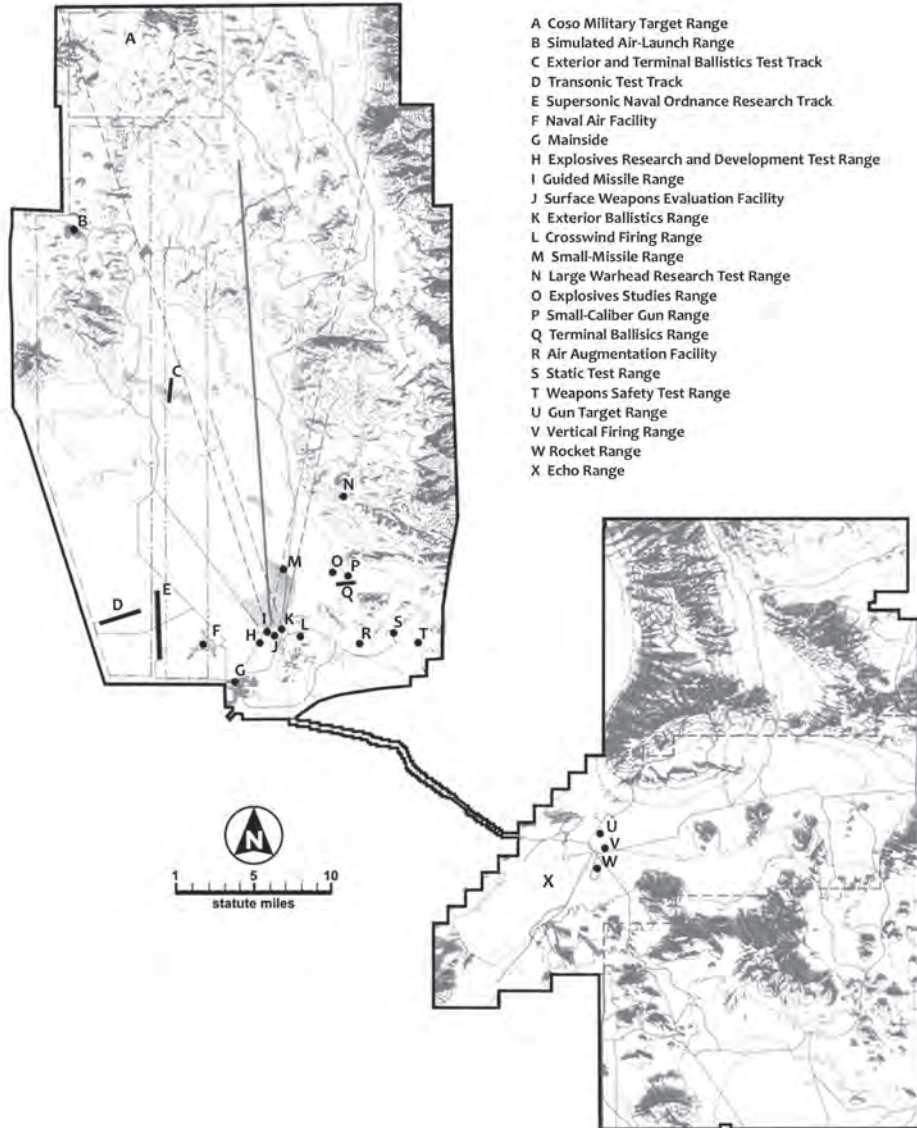 A Coso Military Target Range
B Simulated Air-Launch Range
C Exterior and Terminal Ballistics Test Track
D Transonic Test Track
E Supersonic Naval Ordnance Research Track
F Naval Air Facility
G Mainside
H Explosives Research and Development Test Range
I Guided Missile Range
J Surface Weapons Evaluation Facility
K Exterior Ballistics Range
L Crosswind Firing Range
M Small-Missile Range
N Large Warhead Research Test Range
O Explosives Studies Range
P Small-Caliber Gun Range
Q Terminal Ballisics Range
R Air Augmentation Facility
S Static Test Range
T Weapons Safety Test Range
U Gun Target Range
V Vertical Firing Range
W Rocket Range
X Echo Range
A
B
C
N
M
O
P
Q
E
D
I
K
S
F
H
J
L
R
T
G
U
V
W
X
N
1 5 10
statute miles